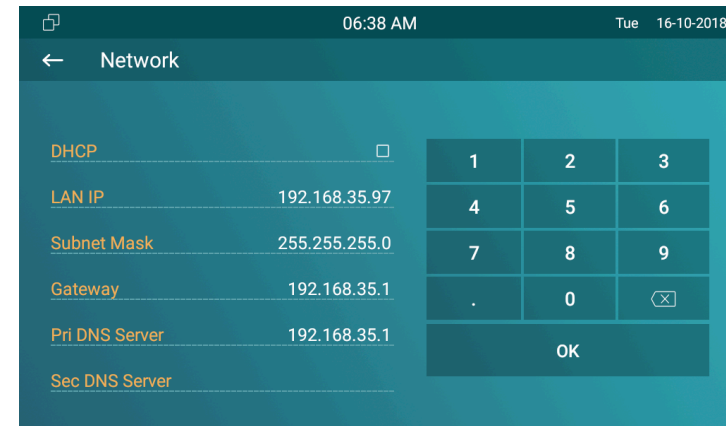 06:38 AM Tue 16-10-2018
Network
DHCP
LAN IP 192.168.35.97
Subnet Mask 255.255.255.0
Gateway 192.168.35.1
Pri DNS Server 192.168.35.1
Sec DNS Server
1 2 3
4 5 6
7 8 9
. 0
OK